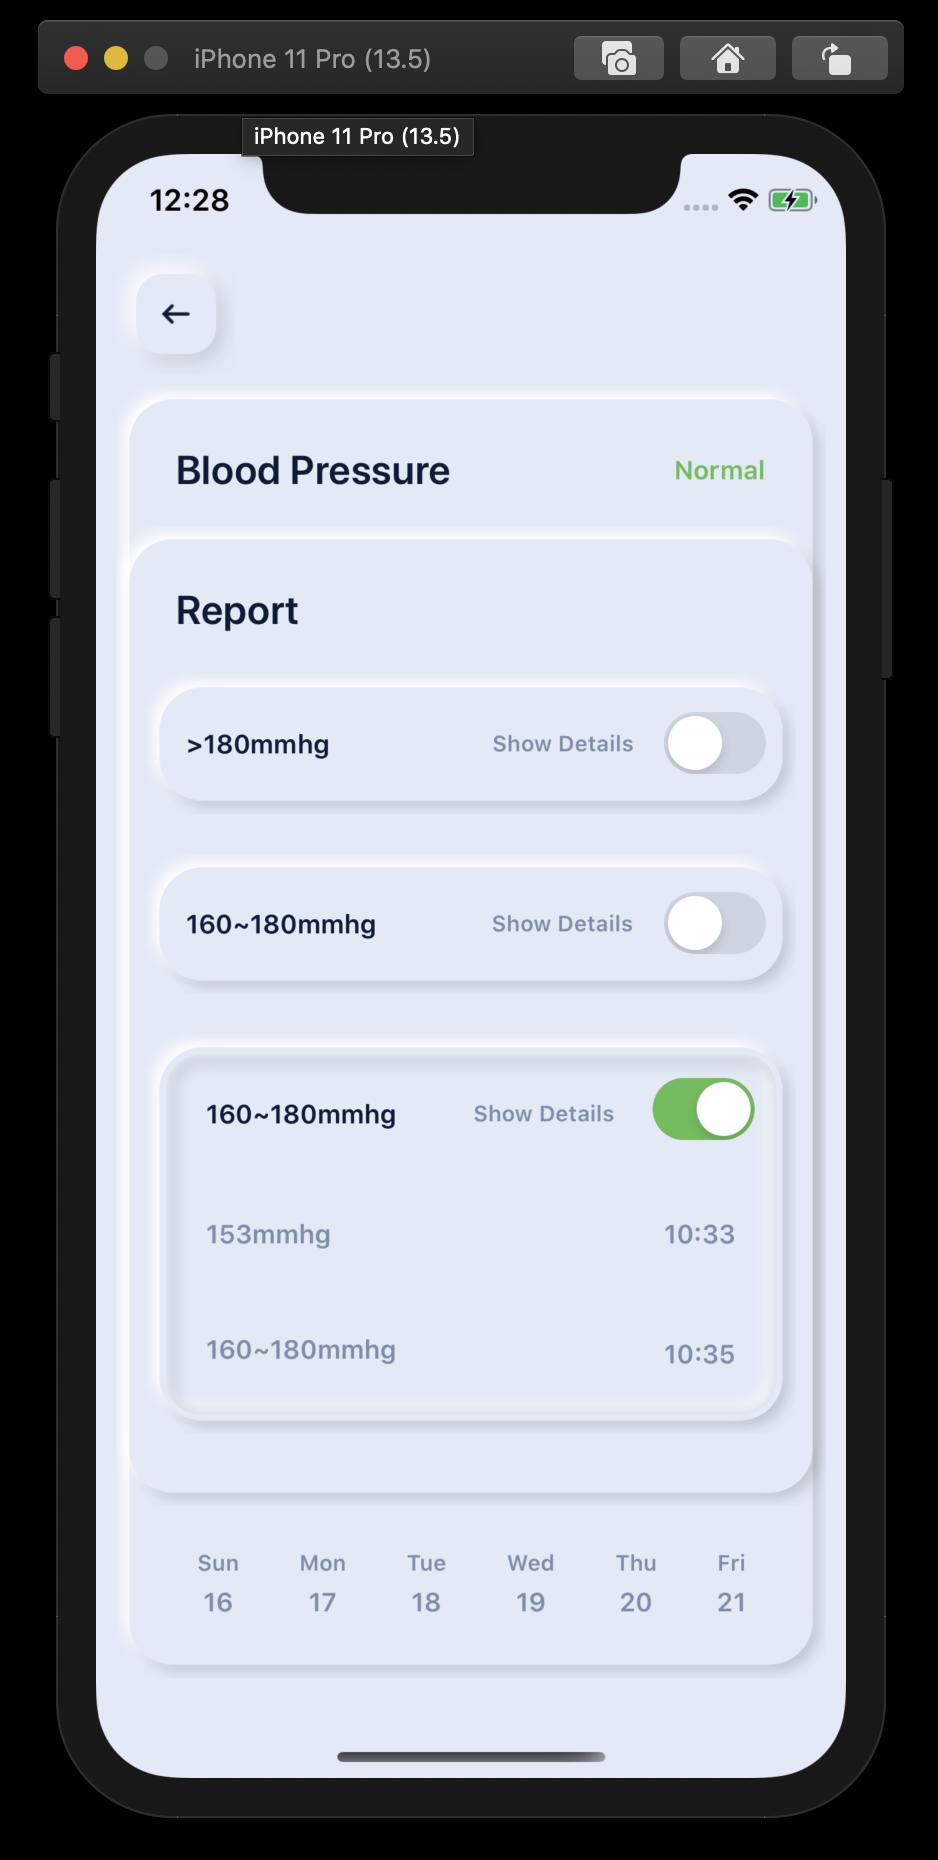 iPhone 11 Pro (13.5)
iPhone 11 Pro (13.5)
12:28
Blood Pressure Normal
Report
>180mmhg Show Details
160~180mmhg Show Details
160~180mmhg Show Details
153mmhg 10:33
160~180mmhg 10:35
Sun Mon Tue Wed Thu Fri
16 17 18 19 20 21